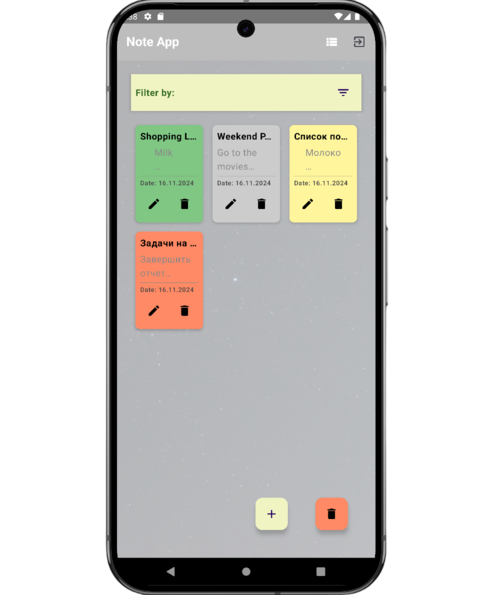 Note App
Filter by:
Shopping L...
Milk
...
Date: 16.11.2024
Weekend P...
Go to the
movies...
Date: 16.11.2024
Список по...
Молоко
...
Date: 16.11.2024
Задачи на ...
Завершить
отчет...
Date: 16.11.2024